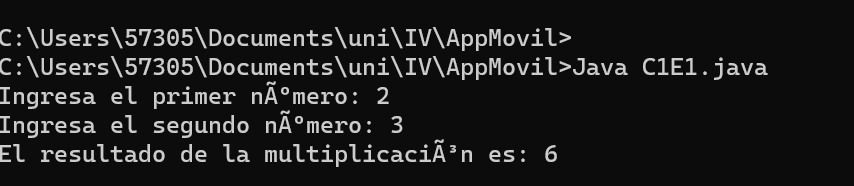 C:\Users\57305\Documents\uni\IV\AppMovil>
C:\Users\57305\Documents\uni\IV\AppMovil>Java C1E1.java
Ingresa el primer nÃºmero: 2
Ingresa el segundo nÃºmero: 3
El resultado de la multiplicaciÃ³n es: 6